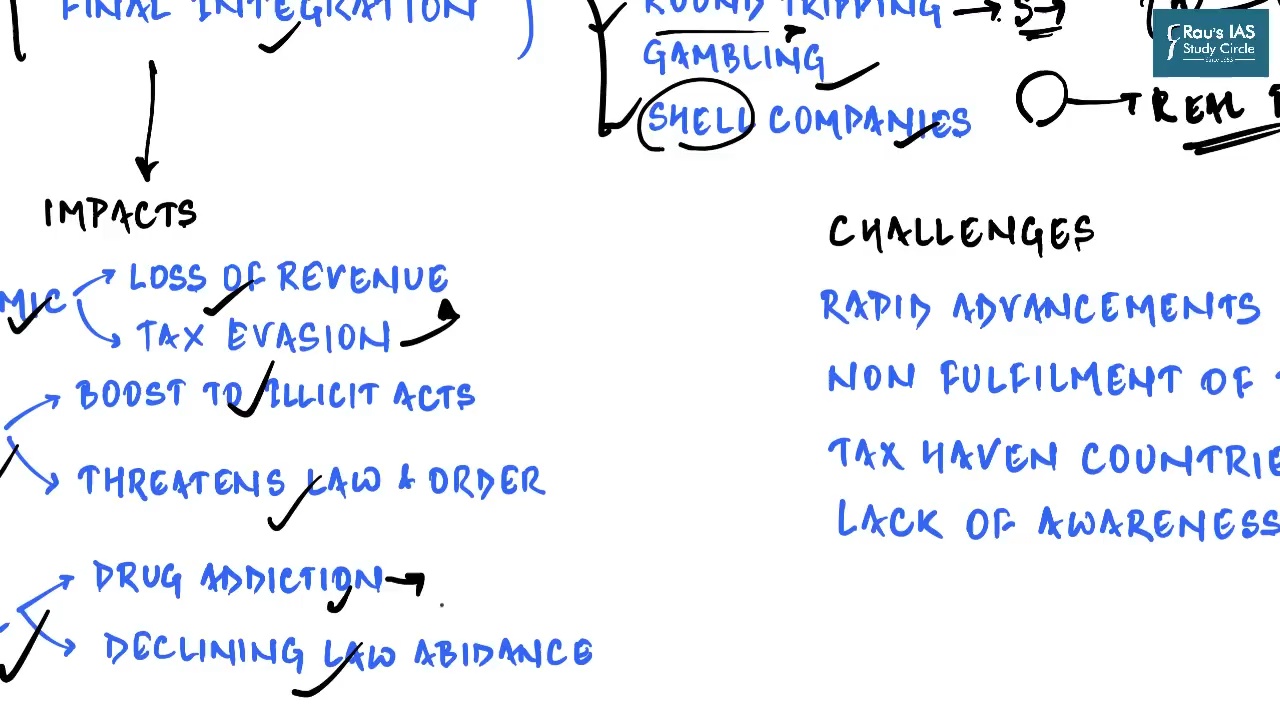 FINAL INTEGRATION
ROUND TRIPPING → S →
GAMBLING
SHELL COMPANIES
REAL
Rau's IAS
Study Circle
IMPACTS
MIC
LOSS OF REVENUE
TAX EVASION
BOOST TO ILLICIT ACTS
THREATENS LAW & ORDER
DRUG ADDICTION →
DECLINING LAW ABIDANCE
CHALLENGES
RAPID ADVANCEMENTS
NON FULFILMENT OF
TAX HAVEN COUNTRIE
LACK OF AWARENESS